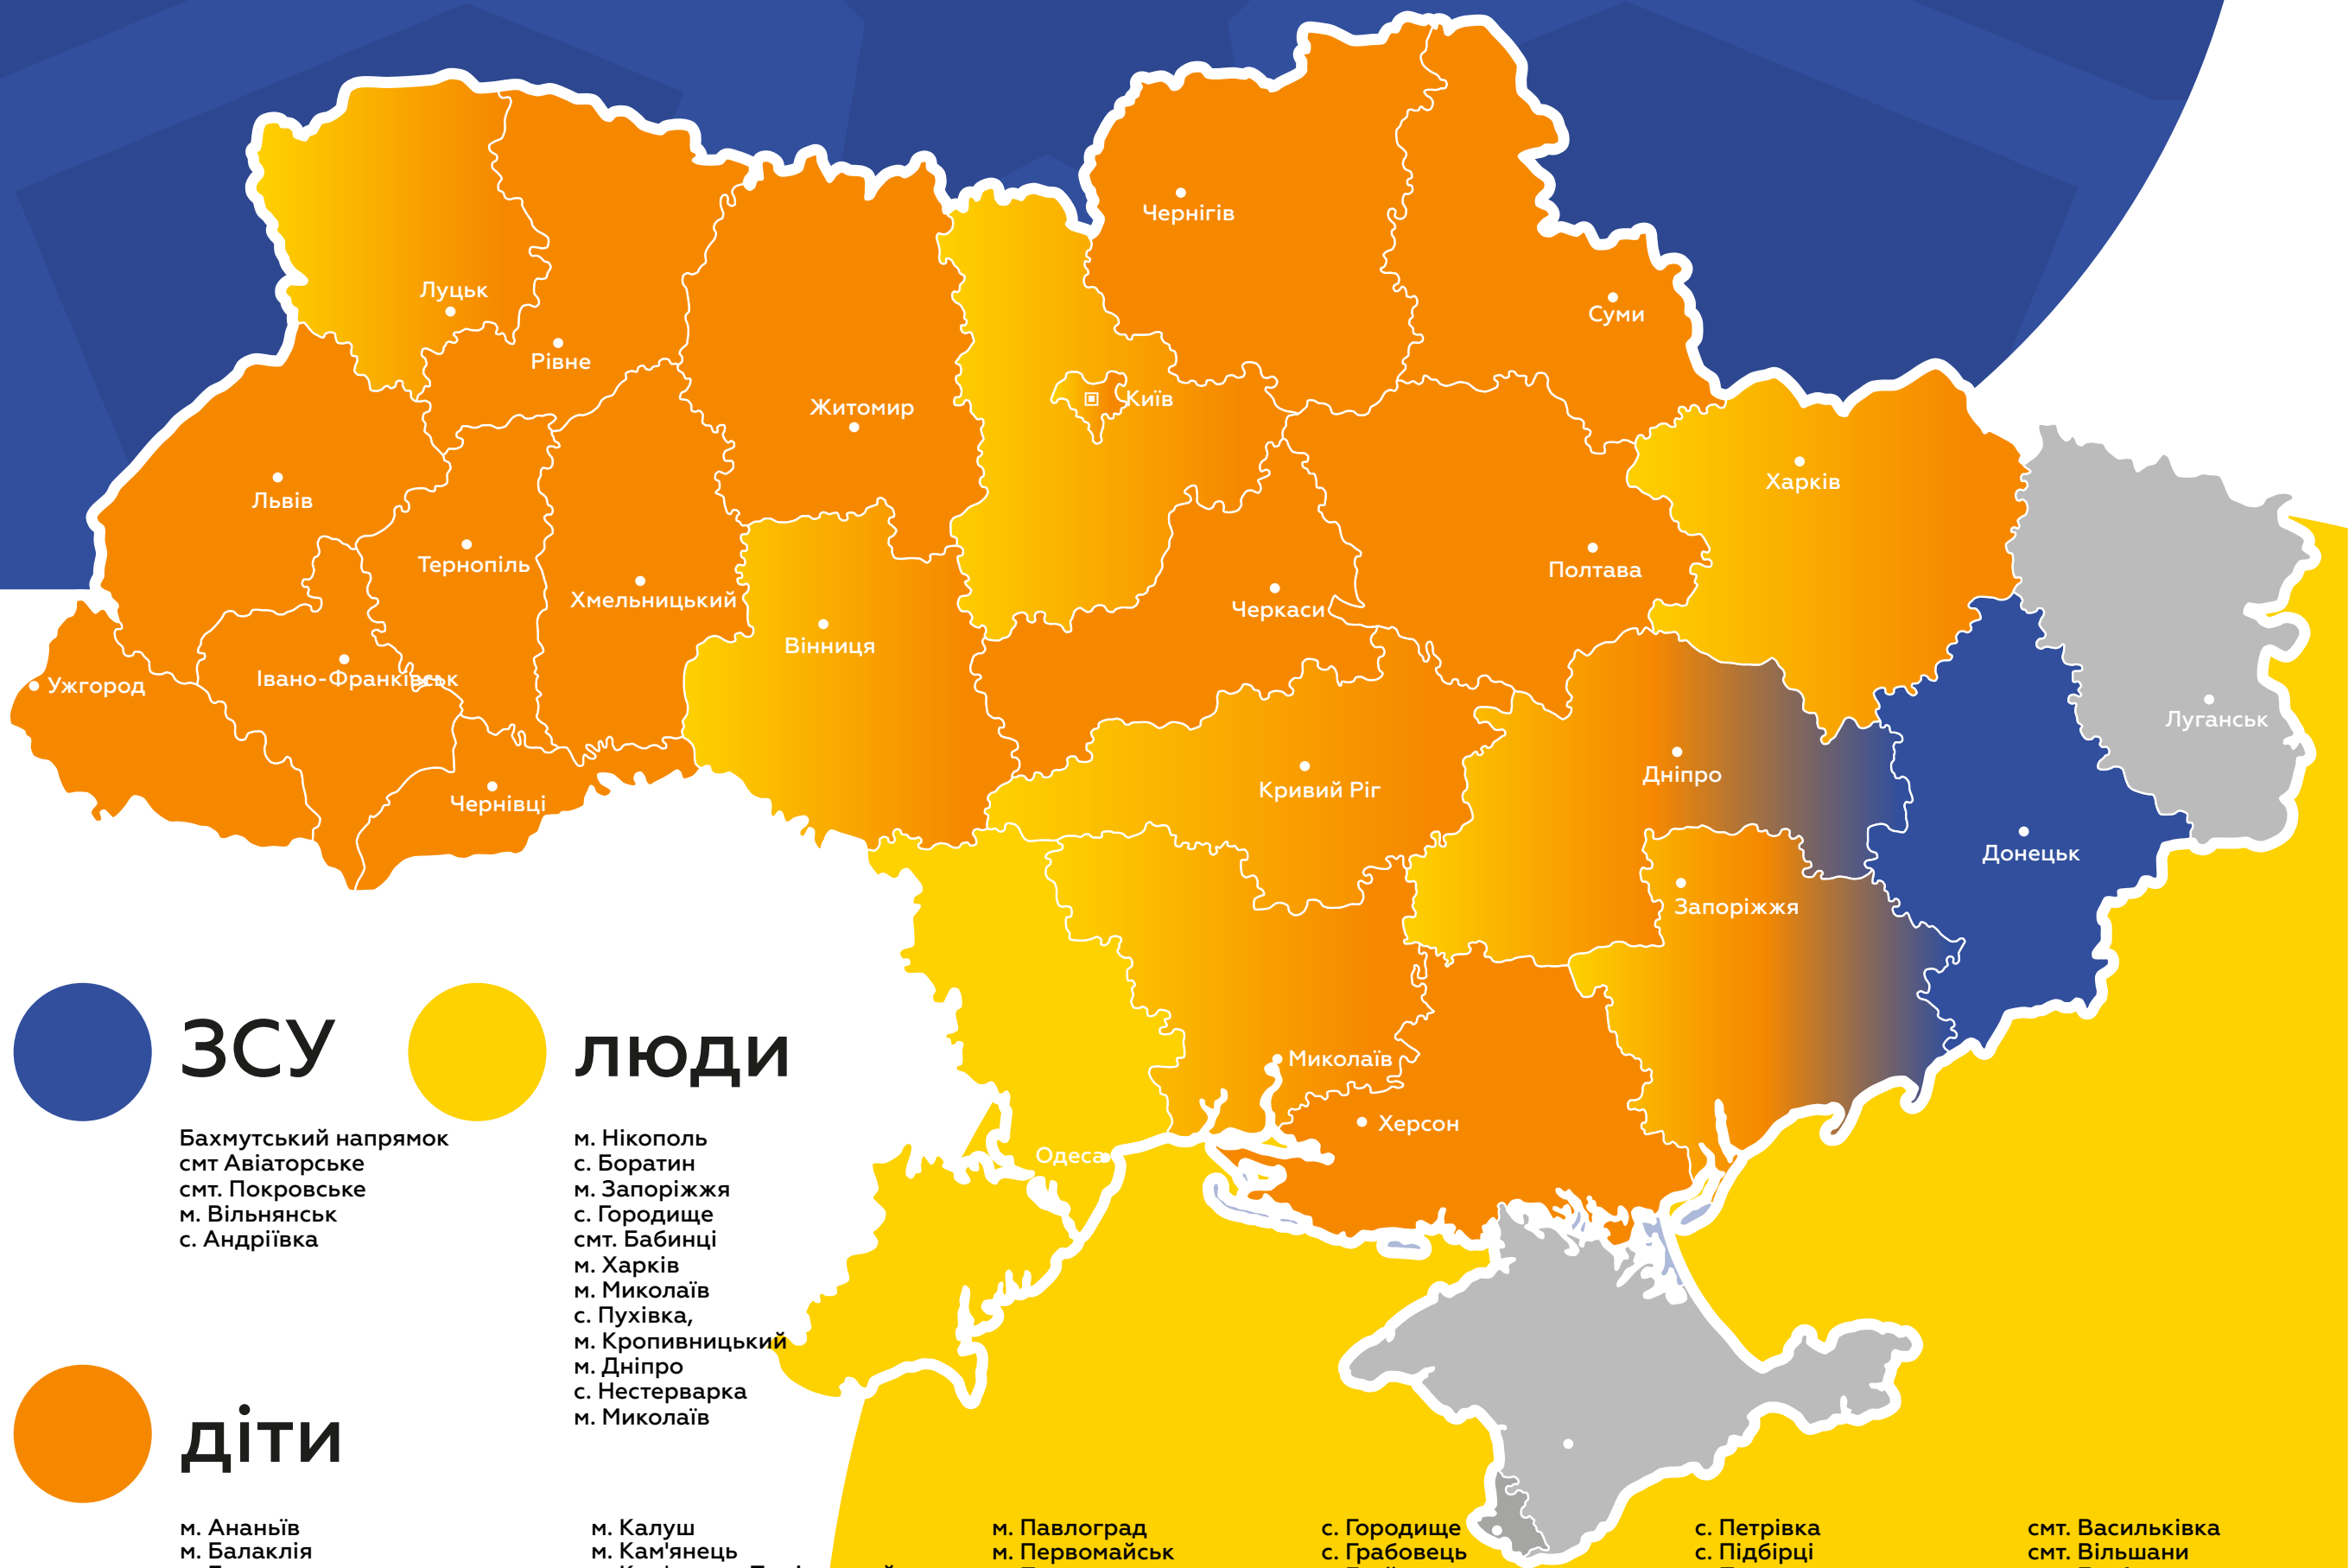 Чернігів
Луцьк
Суми
Рівне
Київ
Житомир
Харків
Львів
Тернопіль
Полтава
Хмельницький
Черкаси
Вінниця
Івано-Франківськ
Ужгород
Луганськ
Дніпро
Кривий Ріг
Чернівці
Донецьк
Запоріжжя
Миколаїв
Херсон
Одеса
ЗСУ
Бахмутський напрямок
смт Авіаторське
смт. Покровське
м. Вільнянськ
с. Андріївка
люди
м. Нікополь
с. Боратин
м. Запоріжжя
с. Городище
смт. Бабинці
м. Харків
м. Миколаїв
с. Пухівка,
м. Кропивницький
м. Дніпро
с. Нестерварка
м. Миколаїв
діти
м. Ананьїв
м. Балаклія
м. Калуш
м. Кам'янець
м. Павлоград
м. Первомайськ
с. Городище
с. Грабовець
с. Петрівка
с. Підбірці
смт. Васильківка
смт. Вільшани